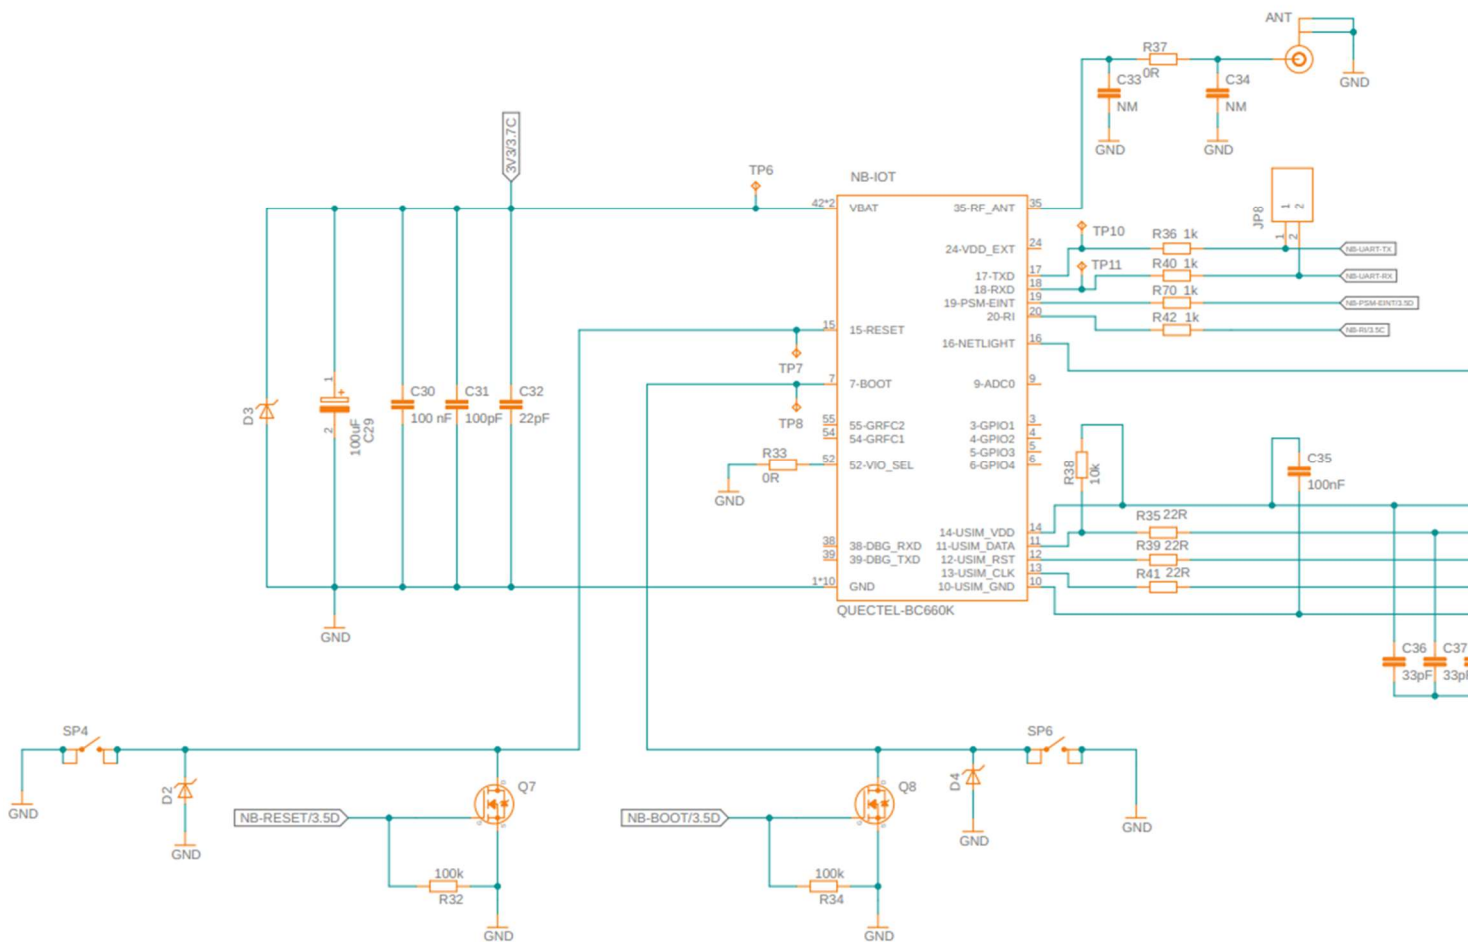 ANT
R37
0R
C33
NM
C34
NM
GND
GND
GND
3V3/3.7C
TP6
NB-IOT
42*2
VBAT
35-RF_ANT
35
JP8
1
2
1
2
TP10
R36 1k
NB-UART-TX
24-VDD_EXT
24
TP11
R40 1k
NB-UART-RX
17-TXD
17
18-RXD
18
R70 1k
NB-PSM-EINT/3.5D
19-PSM-EINT
19
20-RI
20
R42 1k
NB-RI/3.5C
15
15-RESET
16-NETLIGHT
16
TP7
7
7-BOOT
9-ADC0
9
TP8
D3
1
+
2
100uF
C29
C30
100 nF
C31
100pF
C32
22pF
55
55-GRFC2
3-GPIO1
3
54
54-GRFC1
4-GPIO2
4
5-GPIO3
5
R33
0R
52
52-VIO_SEL
6-GPIO4
6
GND
R38
10k
C35
100nF
14-USIM_VDD
14
R35 22R
38
38-DBG_RXD
11-USIM_DATA
11
R39 22R
39
39-DBG_TXD
12-USIM_RST
12
13-USIM_CLK
13
R41 22R
1*10
GND
10-USIM_GND
10
QUECTEL-BC660K
GND
C36
33pF
C37
33pF
SP4
SP6
D2
Q7
Q8
D4
GND
NB-RESET/3.5D
NB-BOOT/3.5D
GND
GND
GND
100k
R32
100k
R34
GND
GND